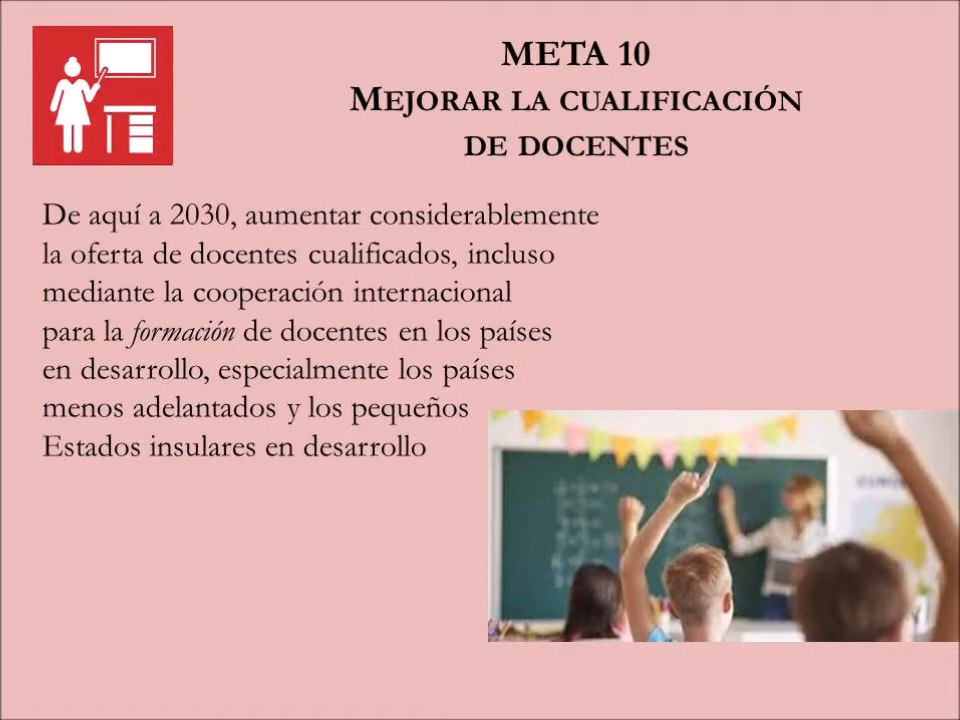 META 10
MEJORAR LA CUALIFICACIÓN
DE DOCENTES
De aquí a 2030, aumentar considerablemente
la oferta de docentes cualificados, incluso
mediante la cooperación internacional
para la formación de docentes en los países
en desarrollo, especialmente los países
menos adelantados y los pequeños
Estados insulares en desarrollo